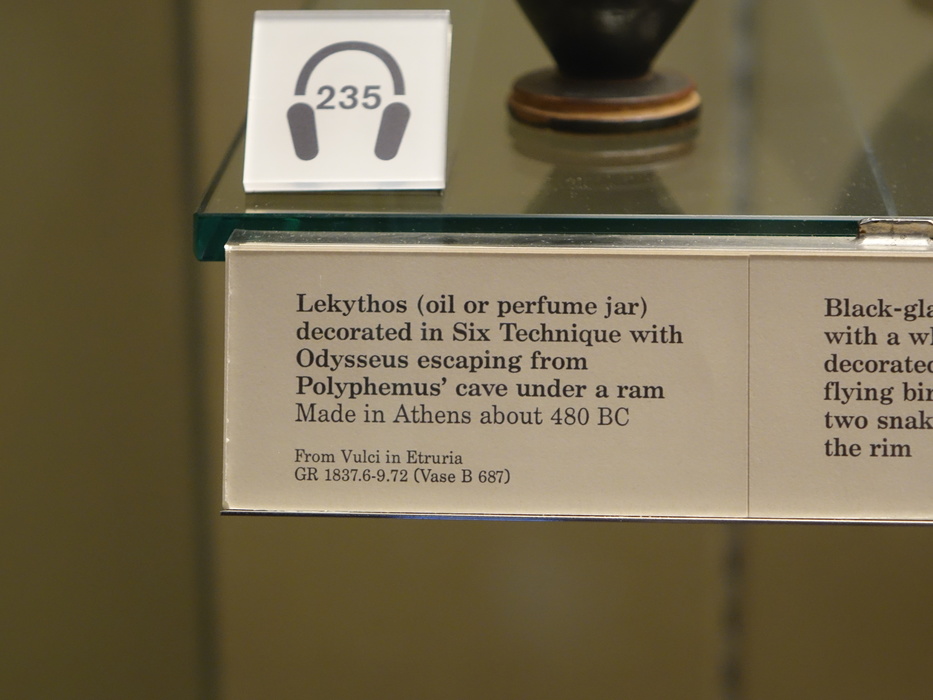 235
Lekythos (oil or perfume jar)
decorated in Six Technique with
Odysseus escaping from
Polyphemus’ cave under a ram
Made in Athens about 480 BC
From Vulci in Etruria
GR 1837.6-9.72 (Vase B 687)
Black-gla
with a wh
decorated
flying bir
two snak
the rim